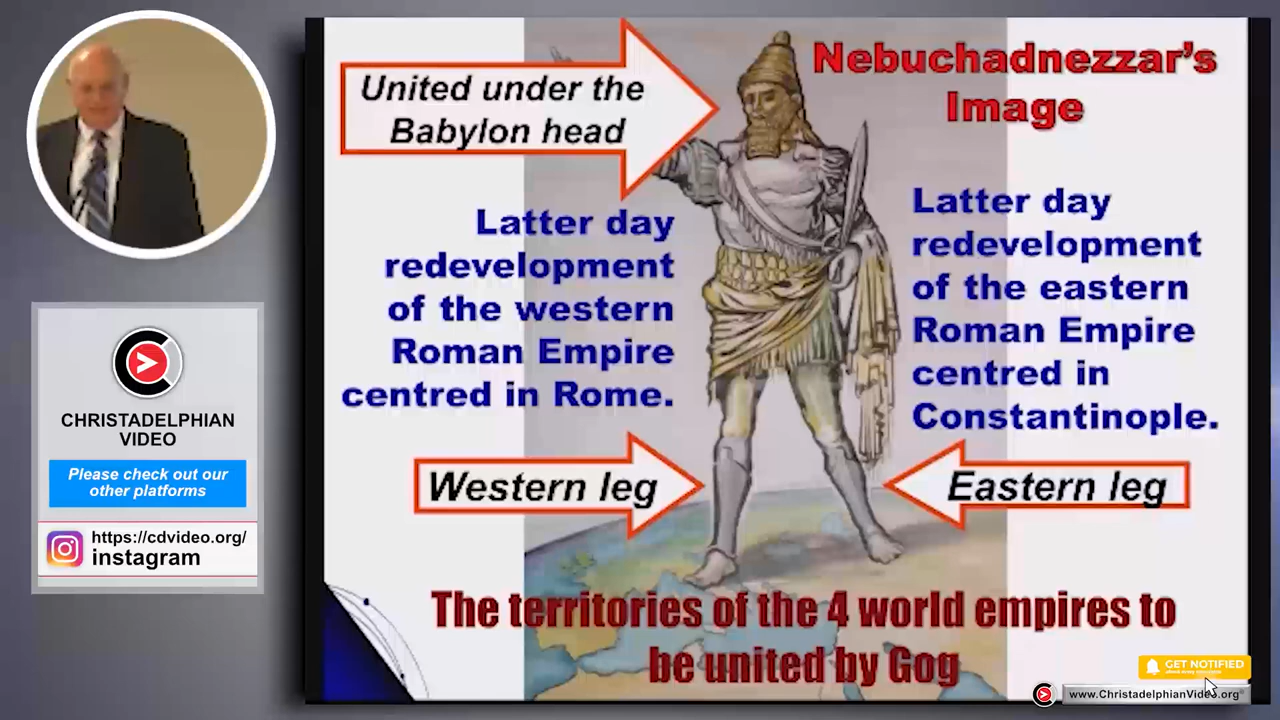 Nebuchadnezzar's
Image
United under the
Babylon head
Latter day
redevelopment
of the western
Roman Empire
centred in Rome.
Latter day
redevelopment
of the eastern
Roman Empire
centred in
Constantinople.
Western leg
Eastern leg
The territories of the 4 world empires to
be united by Gog
CHRISTADELPHIAN
VIDEO
Please check out our
other platforms
https://cdvideo.org/
instagram
GET NOTIFIED
www.ChristadelphianVideo.org